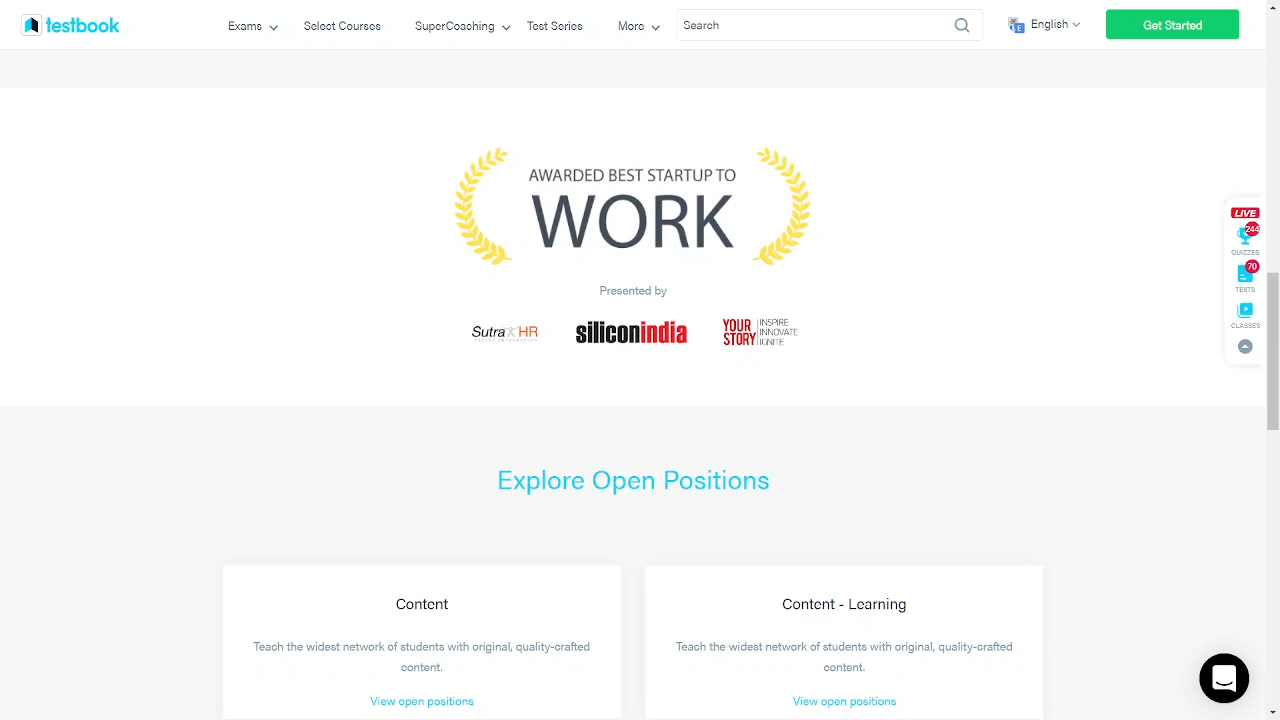 testbook
Exams
Select Courses
SuperCoaching
Test Series
More
Search
English
Get Started
AWARDED BEST STARTUP TO
WORK
Presented by
SutraHR
TALENT INTEGRATION
siliconindia
YOUR STORY
INSPIRE
INNOVATE
IGNITE
LIVE
244
QUIZZES
70
TESTS
CLASSES
Explore Open Positions
Content
Teach the widest network of students with original, quality-crafted
content.
View open positions
Content - Learning
Teach the widest network of students with original, quality-crafted
content.
View open positions